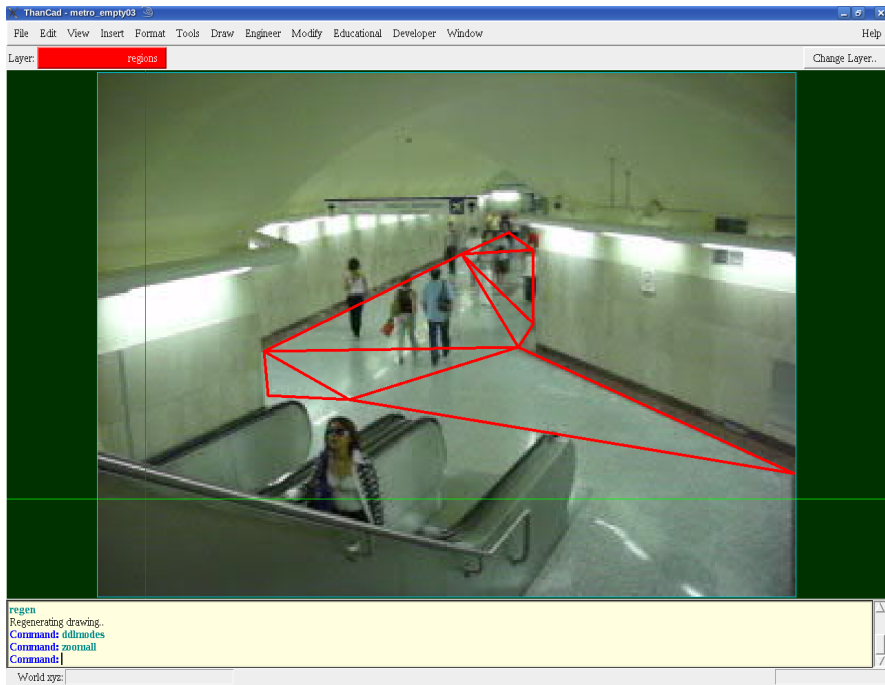 ThanCad - metro_empty03
File Edit View Insert Format Tools Draw Engineer Modify Educational Developer Window Help
Layer: regions Change Layer..
regen
Regenerating drawing..
Command: ddlmodes
Command: zoomall
Command:
World xyz: